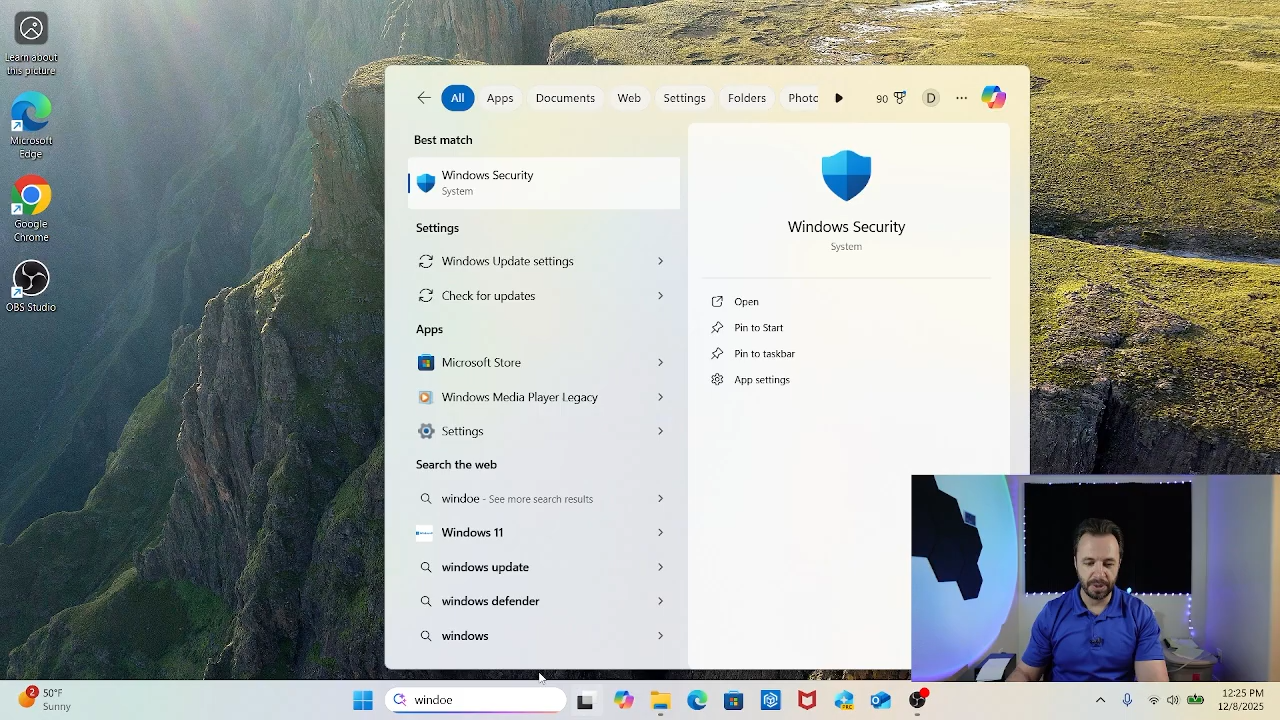 Learn about
this picture
Microsoft
Edge
Google
Chrome
OBS Studio
All
Apps
Documents
Web
Settings
Folders
Photo
90
D
Best match
Windows Security
System
Settings
Windows Update settings
Check for updates
Apps
Microsoft Store
Windows Media Player Legacy
Settings
Search the web
windoe - See more search results
Windows 11
windows update
windows defender
windows
Windows Security
System
Open
Pin to Start
Pin to taskbar
App settings
2
50°F
Sunny
windoe
FRC
12:25 PM
12/8/2025